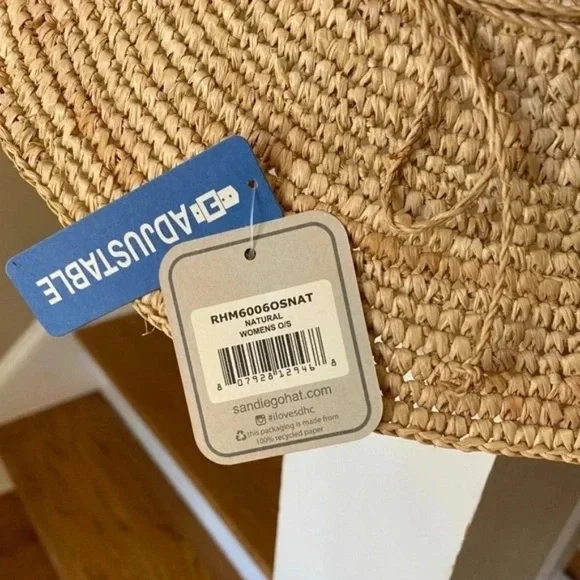 ADJUSTABLE
RHM6006OSNAT
NATURAL
WOMENS O/S
8 07928 12946 8
sandiegohat.com
#ilovesdhc
this packaging is made from
100% recycled paper